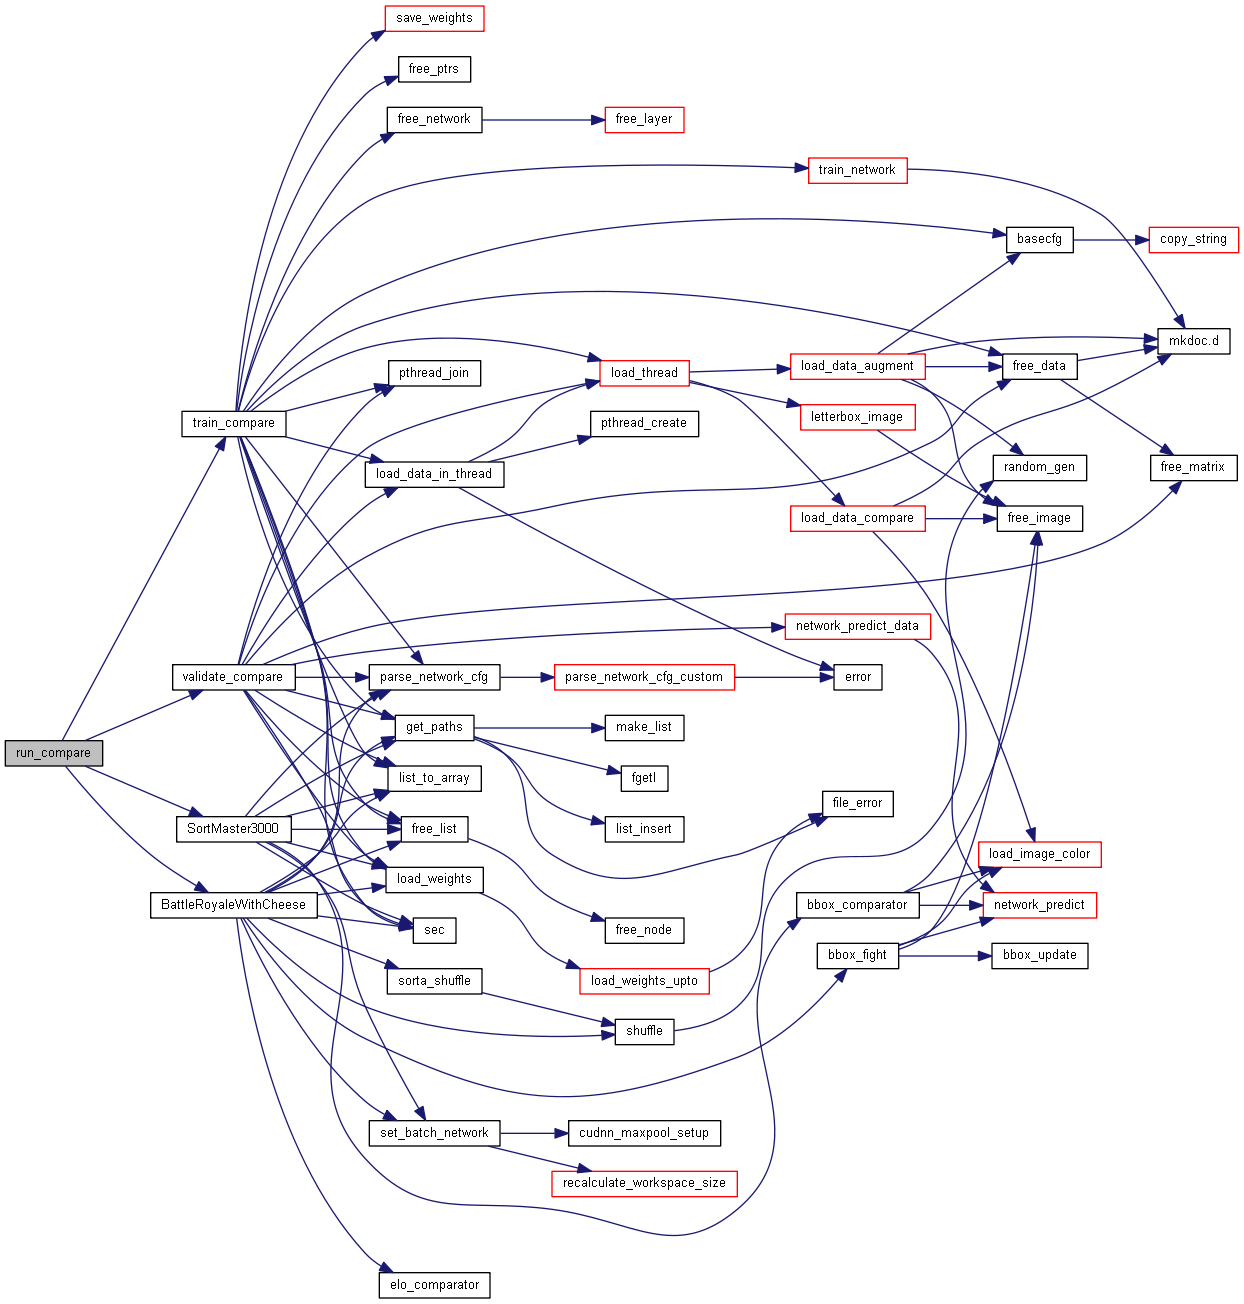 save_weights
free_ptrs
free_network
free_layer
train_network
basecfg
copy_string
mkdoc.d
pthread_join
load_thread
load_data_augment
free_data
train_compare
letterbox_image
pthread_create
load_data_in_thread
random_gen
free_matrix
load_data_compare
free_image
network_predict_data
validate_compare
parse_network_cfg
parse_network_cfg_custom
error
get_paths
make_list
run_compare
list_to_array
fgetl
file_error
SortMaster3000
free_list
list_insert
load_image_color
load_weights
BattleRoyaleWithCheese
bbox_comparator
network_predict
sec
free_node
bbox_fight
bbox_update
sorta_shuffle
load_weights_upto
shuffle
set_batch_network
cudnn_maxpool_setup
recalculate_workspace_size
elo_comparator